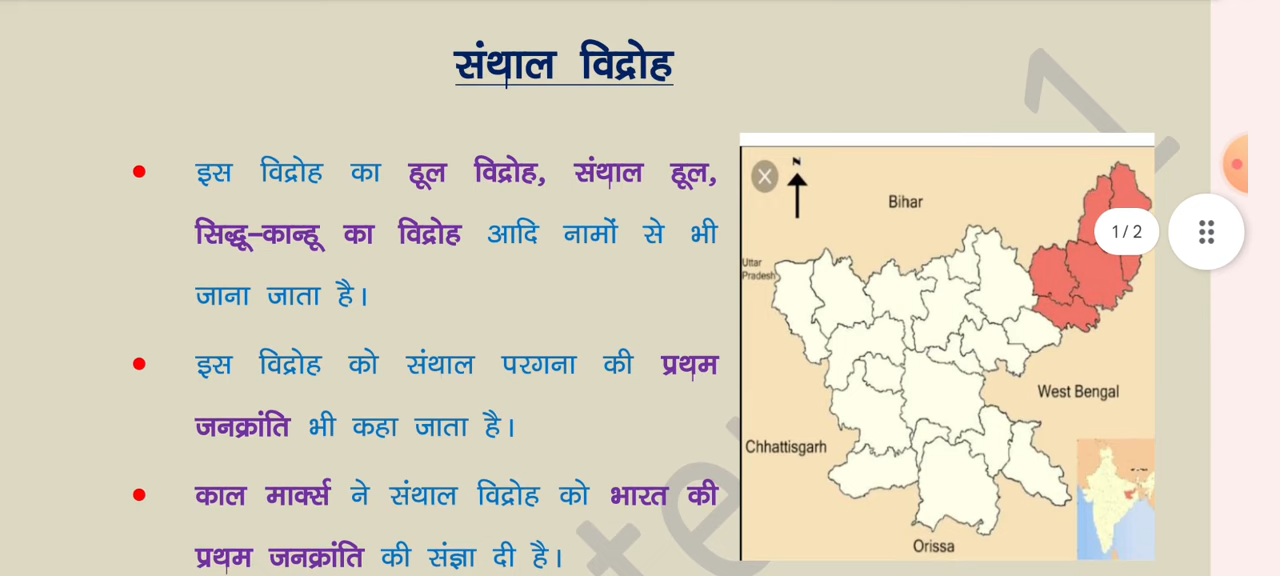 संथाल विद्रोह
इस विद्रोह का हूल विद्रोह, संथाल हूल,
सिद्धू-कान्हू का विद्रोह आदि नामों से भी
जाना जाता है।
इस विद्रोह को संथाल परगना की प्रथम
जनक्रांति भी कहा जाता है।
काल मार्क्स ने संथाल विद्रोह को भारत की
प्रथम जनक्रांति की संज्ञा दी है।
N
Bihar
Uttar
Pradesh
1/2
West Bengal
Chhattisgarh
Orissa